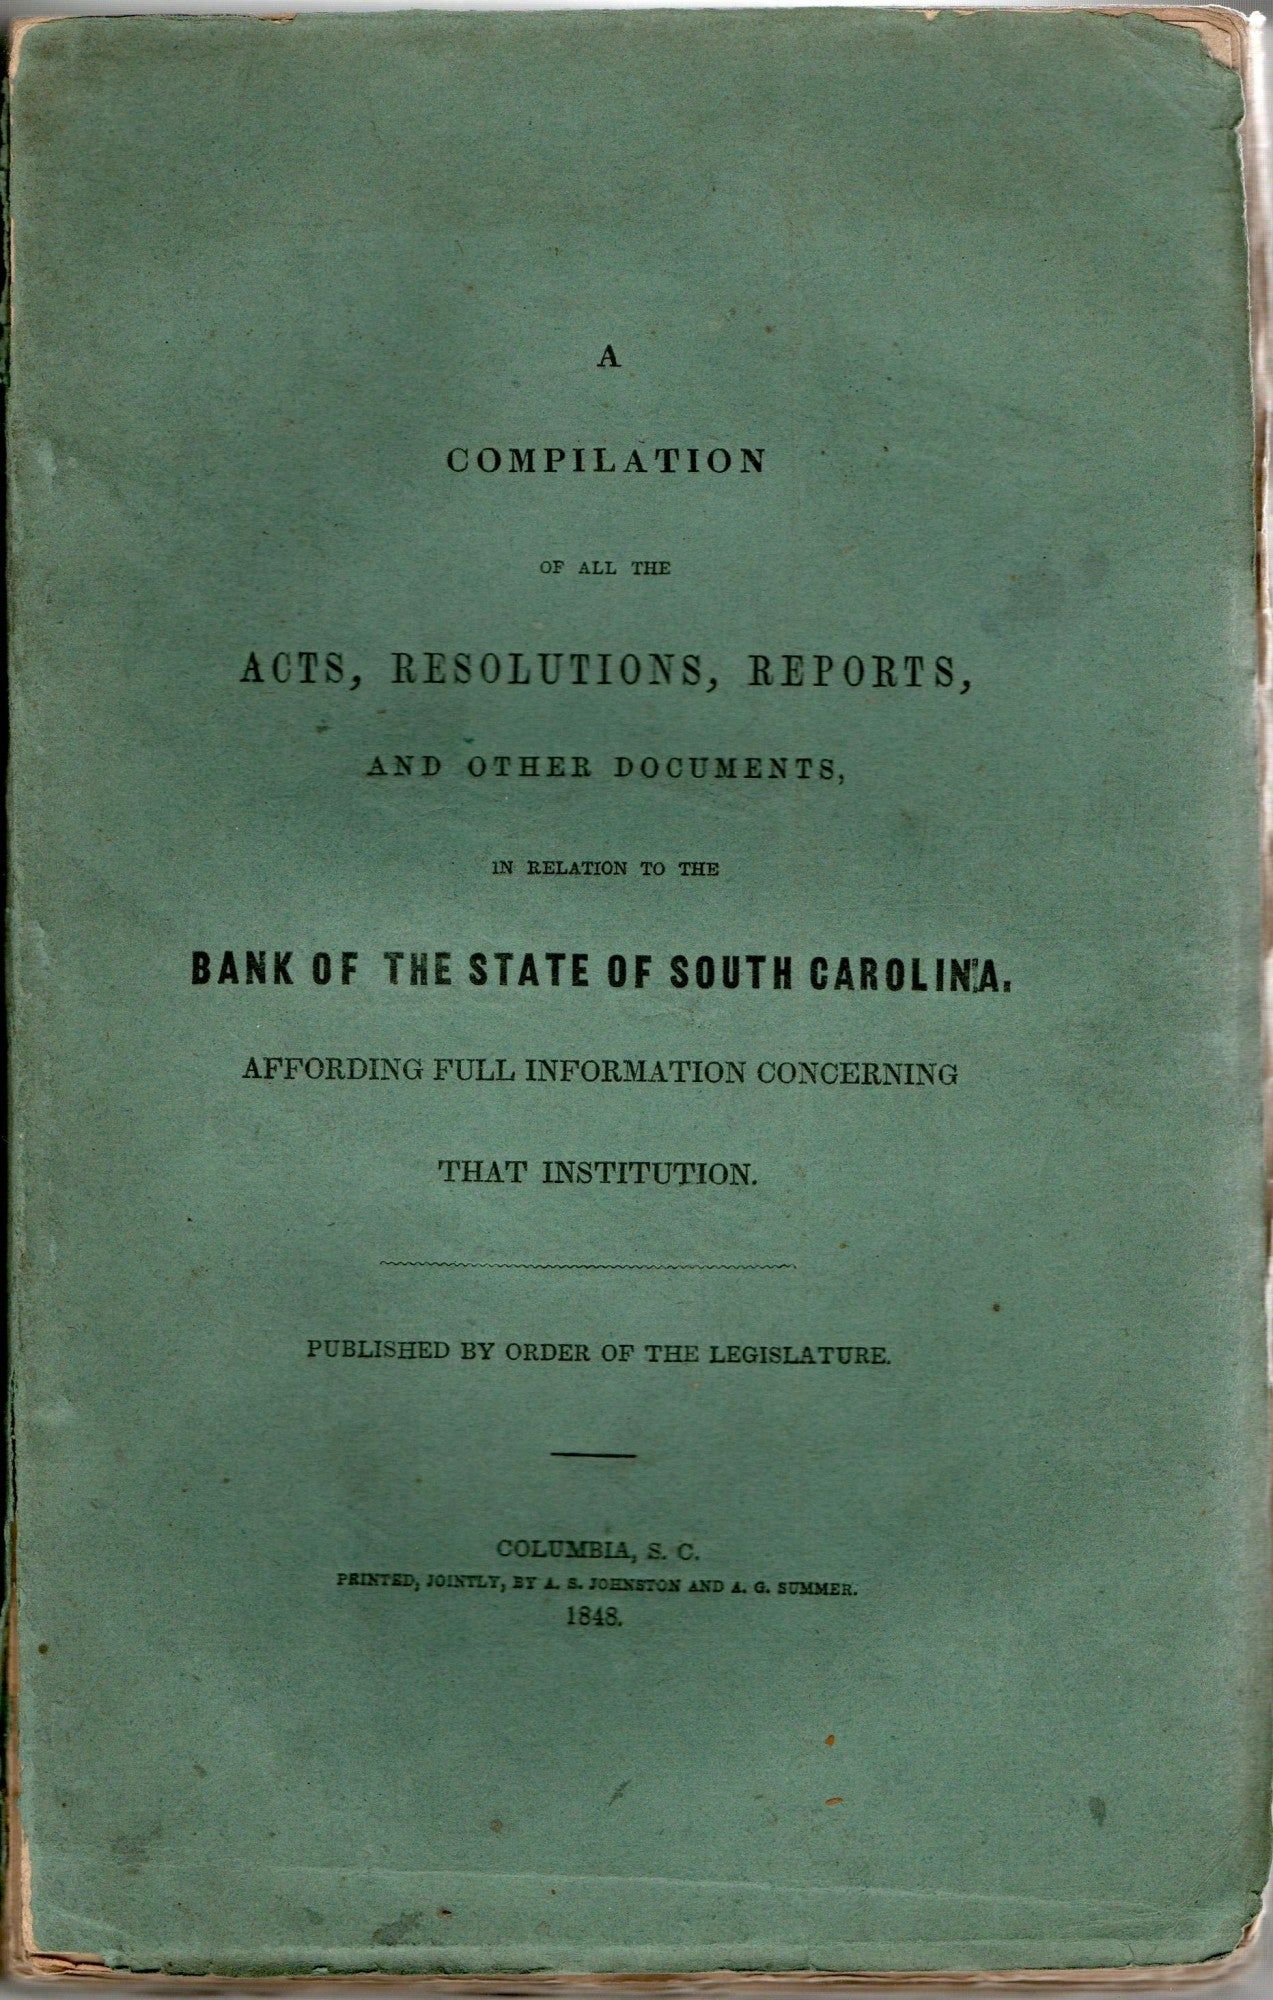 A
COMPILATION
OF ALL THE
ACTS, RESOLUTIONS, REPORTS,
AND OTHER DOCUMENTS,
IN RELATION TO THE
BANK OF THE STATE OF SOUTH CAROLINA.
AFFORDING FULL INFORMATION CONCERNING
THAT INSTITUTION.
PUBLISHED BY ORDER OF THE LEGISLATURE.
COLUMBIA, S. C.
PRINTED, JOINTLY, BY A. S. JOHNSTON AND A. G. SUMMER.
1848.